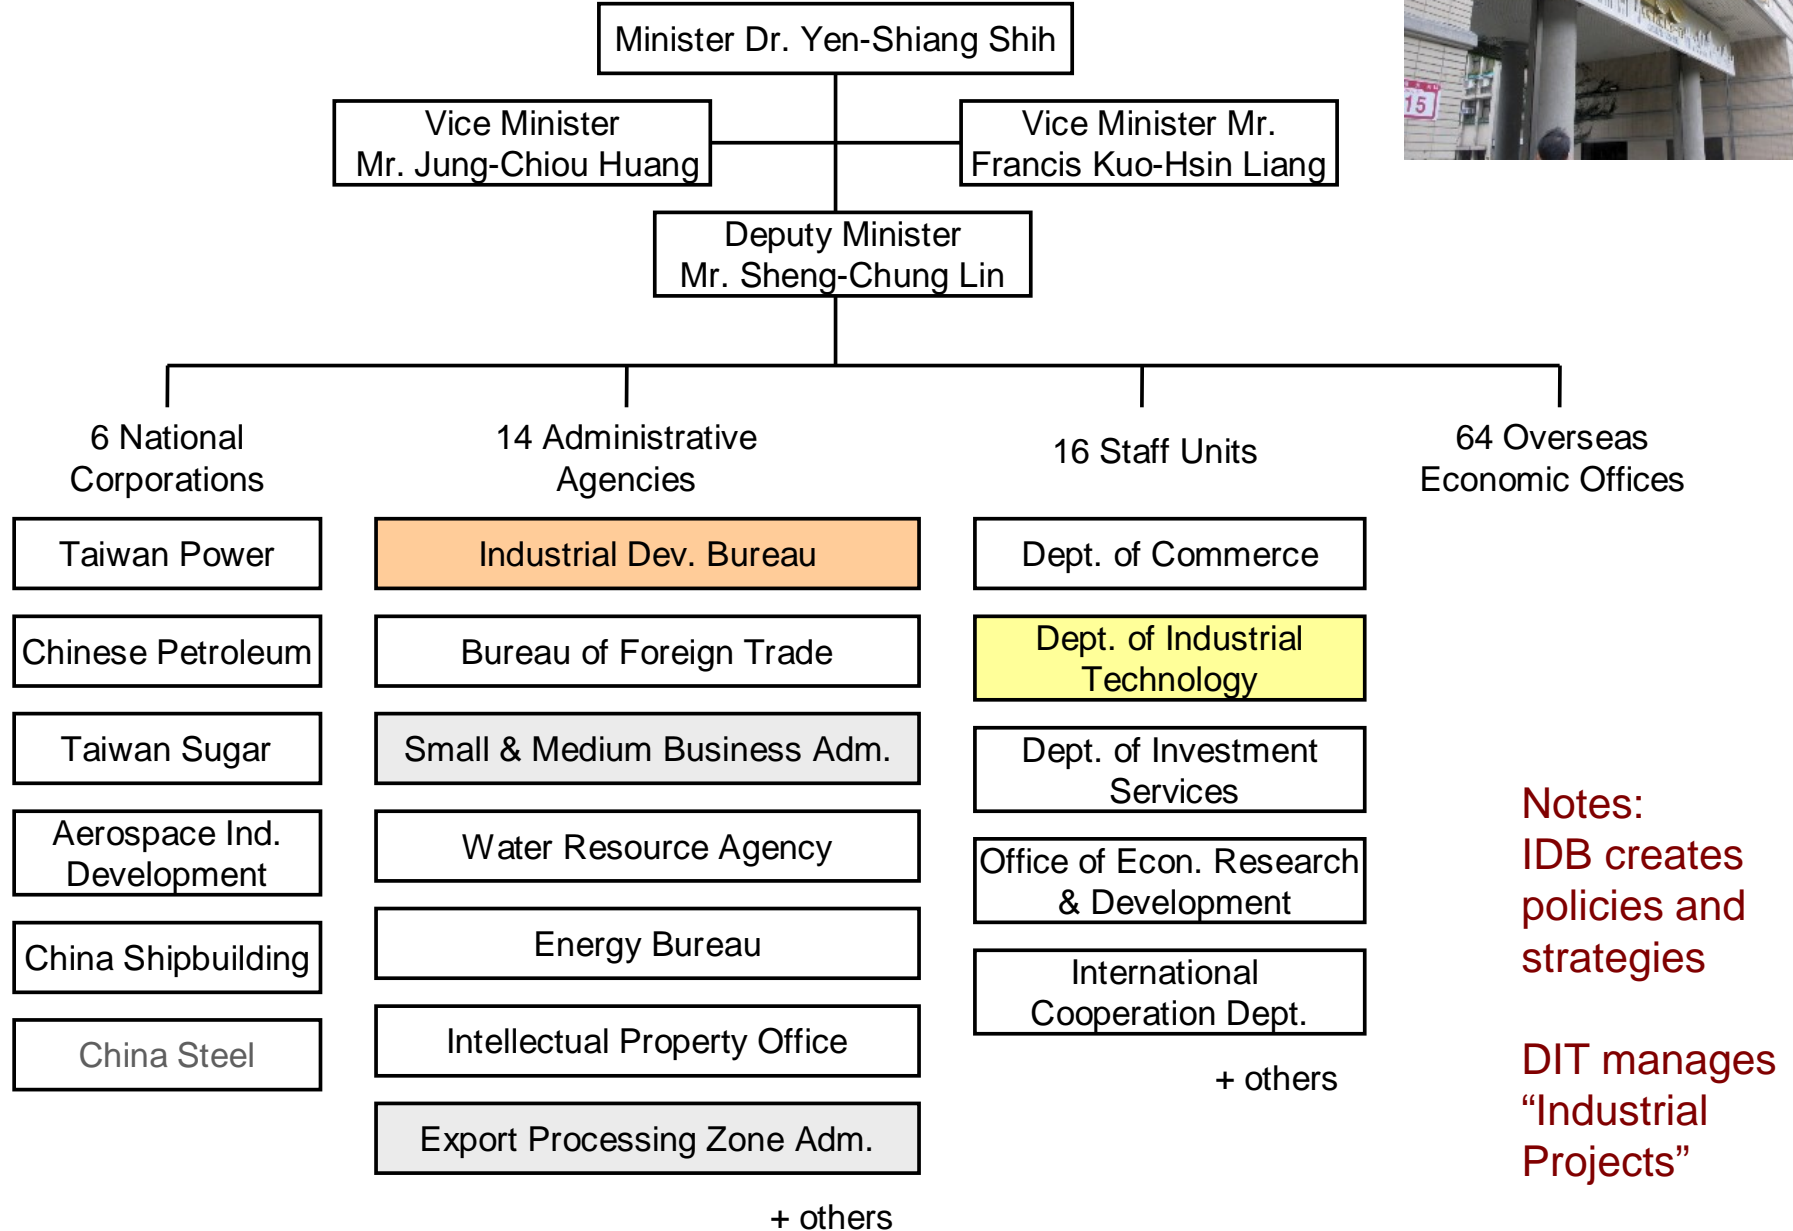 Minister Dr. Yen-Shiang Shih
Vice Minister
Mr. Jung-Chiou Huang
Vice Minister Mr.
Francis Kuo-Hsin Liang
Deputy Minister
Mr. Sheng-Chung Lin
6 National
Corporations
Taiwan Power
Chinese Petroleum
Taiwan Sugar
Aerospace Ind.
Development
China Shipbuilding
China Steel
14 Administrative
Agencies
Industrial Dev. Bureau
Bureau of Foreign Trade
Small & Medium Business Adm.
Water Resource Agency
Energy Bureau
Intellectual Property Office
Export Processing Zone Adm.
+ others
16 Staff Units
Dept. of Commerce
Dept. of Industrial
Technology
Dept. of Investment
Services
Office of Econ. Research
& Development
International
Cooperation Dept.
+ others
64 Overseas
Economic Offices
Notes:
IDB creates
policies and
strategies
DIT manages
“Industrial
Projects”
15